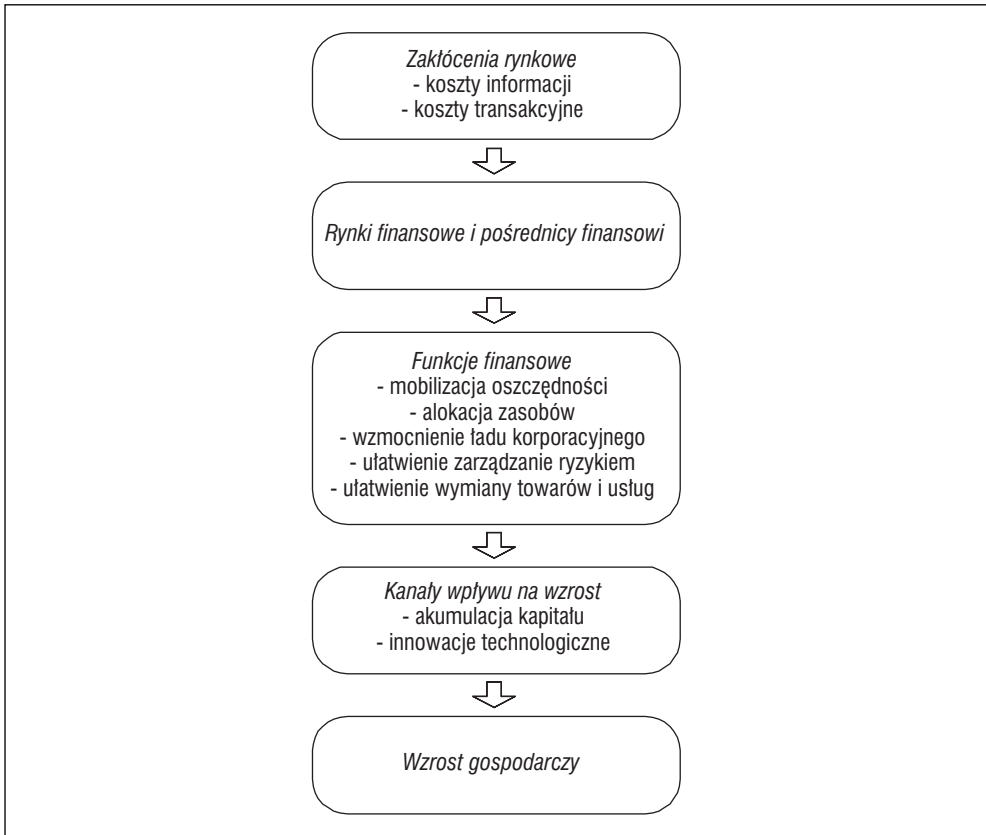 Zakłócenia rynkowe
- koszty informacji
- koszty transakcyjne
Rynki finansowe i pośrednicy finansowi
Funkcje finansowe
- mobilizacja oszczędności
- alokacja zasobów
- wzmocnienie ładu korporacyjnego
- ułatwienie zarządzanie ryzykiem
- ułatwienie wymiany towarów i usług
Kanały wpływu na wzrost
- akumulacja kapitału
- innowacje technologiczne
Wzrost gospodarczy